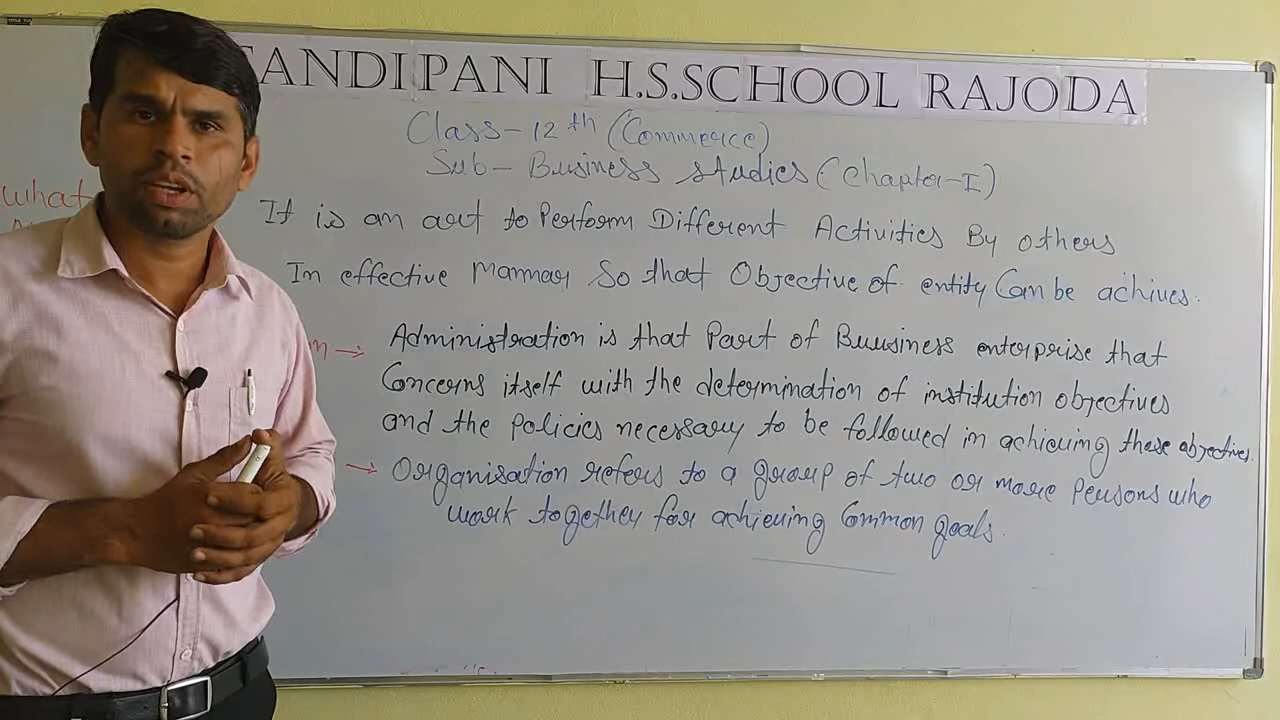 ANDIPANI H.S.SCHOOL RAJODA
Class-12th (Commerce)
Sub- Business studies (Chapter-I)
what
It is an art to Perform Different Activities By others
In effective Mannar So that Objective of entity Can be achives.
n → Administration is that Part of Buusiness enterprise that
Concerns itself with the determination of institution objectives
and the Policies necessary to be followed in achieving these objectives.
→ Organisation refers to a group of two or more Persons who
work together for achieving Common goals.